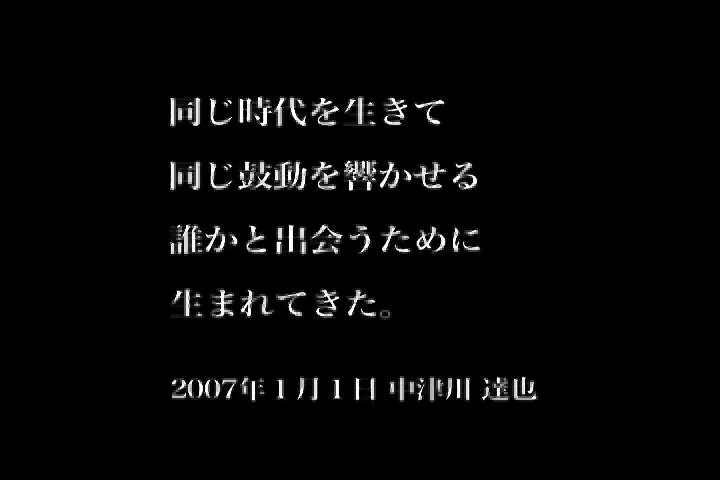 同じ時代を生きて
同じ鼓動を響かせる
誰かと出会うために
生まれてきた。
2007年1月1日 中津川 達也